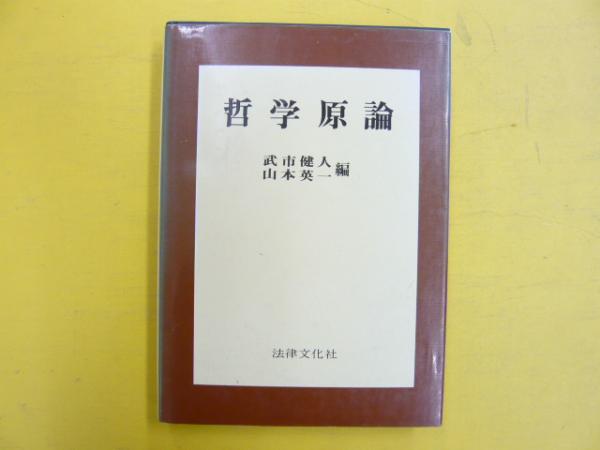 哲学原論
武市健人
山本英一 編
法律文化社